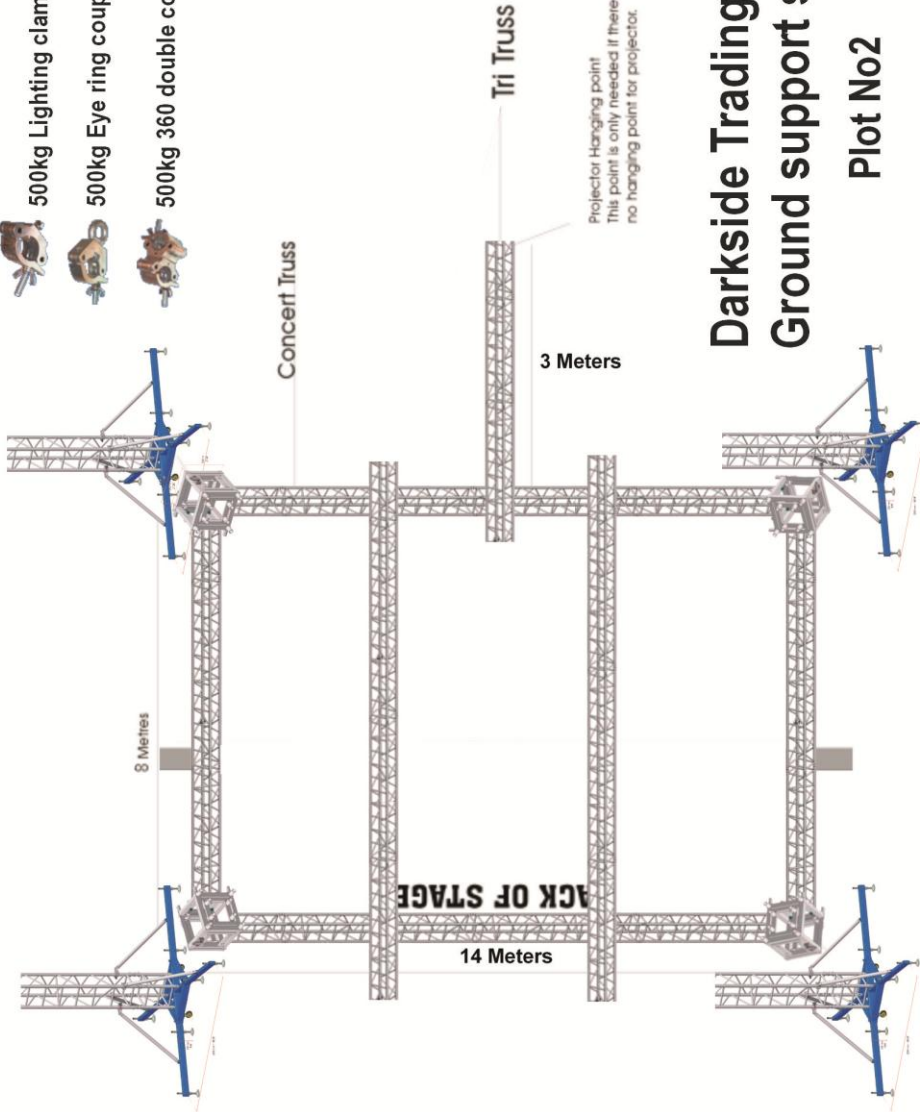 500kg Lighting clam
500kg Eye ring coup
500kg 360 double co
Concert Truss
Tri Truss
Projector Hanging point
This point is only needed if there
no hanging point for projector.
3 Meters
8 Metres
ACK OF STAGE
14 Meters
Darkside Trading
Ground support s
Plot No2